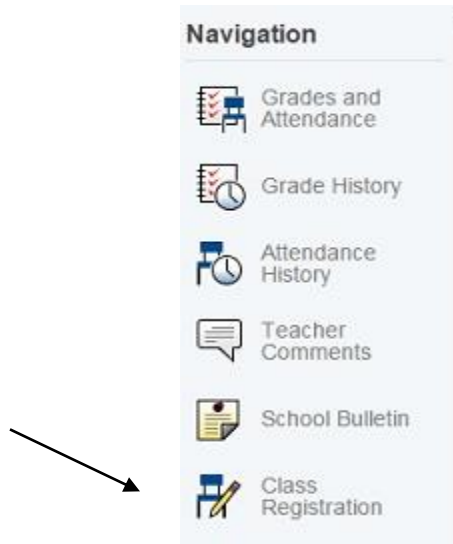 Navigation
Grades and
Attendance
Grade History
Attendance
History
Teacher
Comments
School Bulletin
Class
Registration